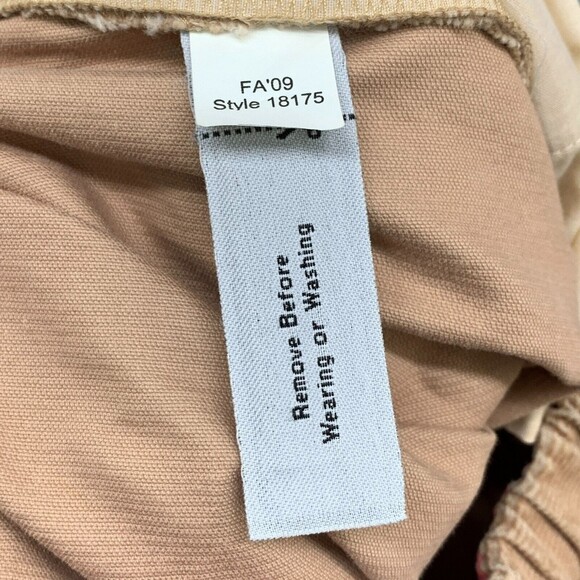 FA'09
Style 18175
Remove Before
Wearing or Washing